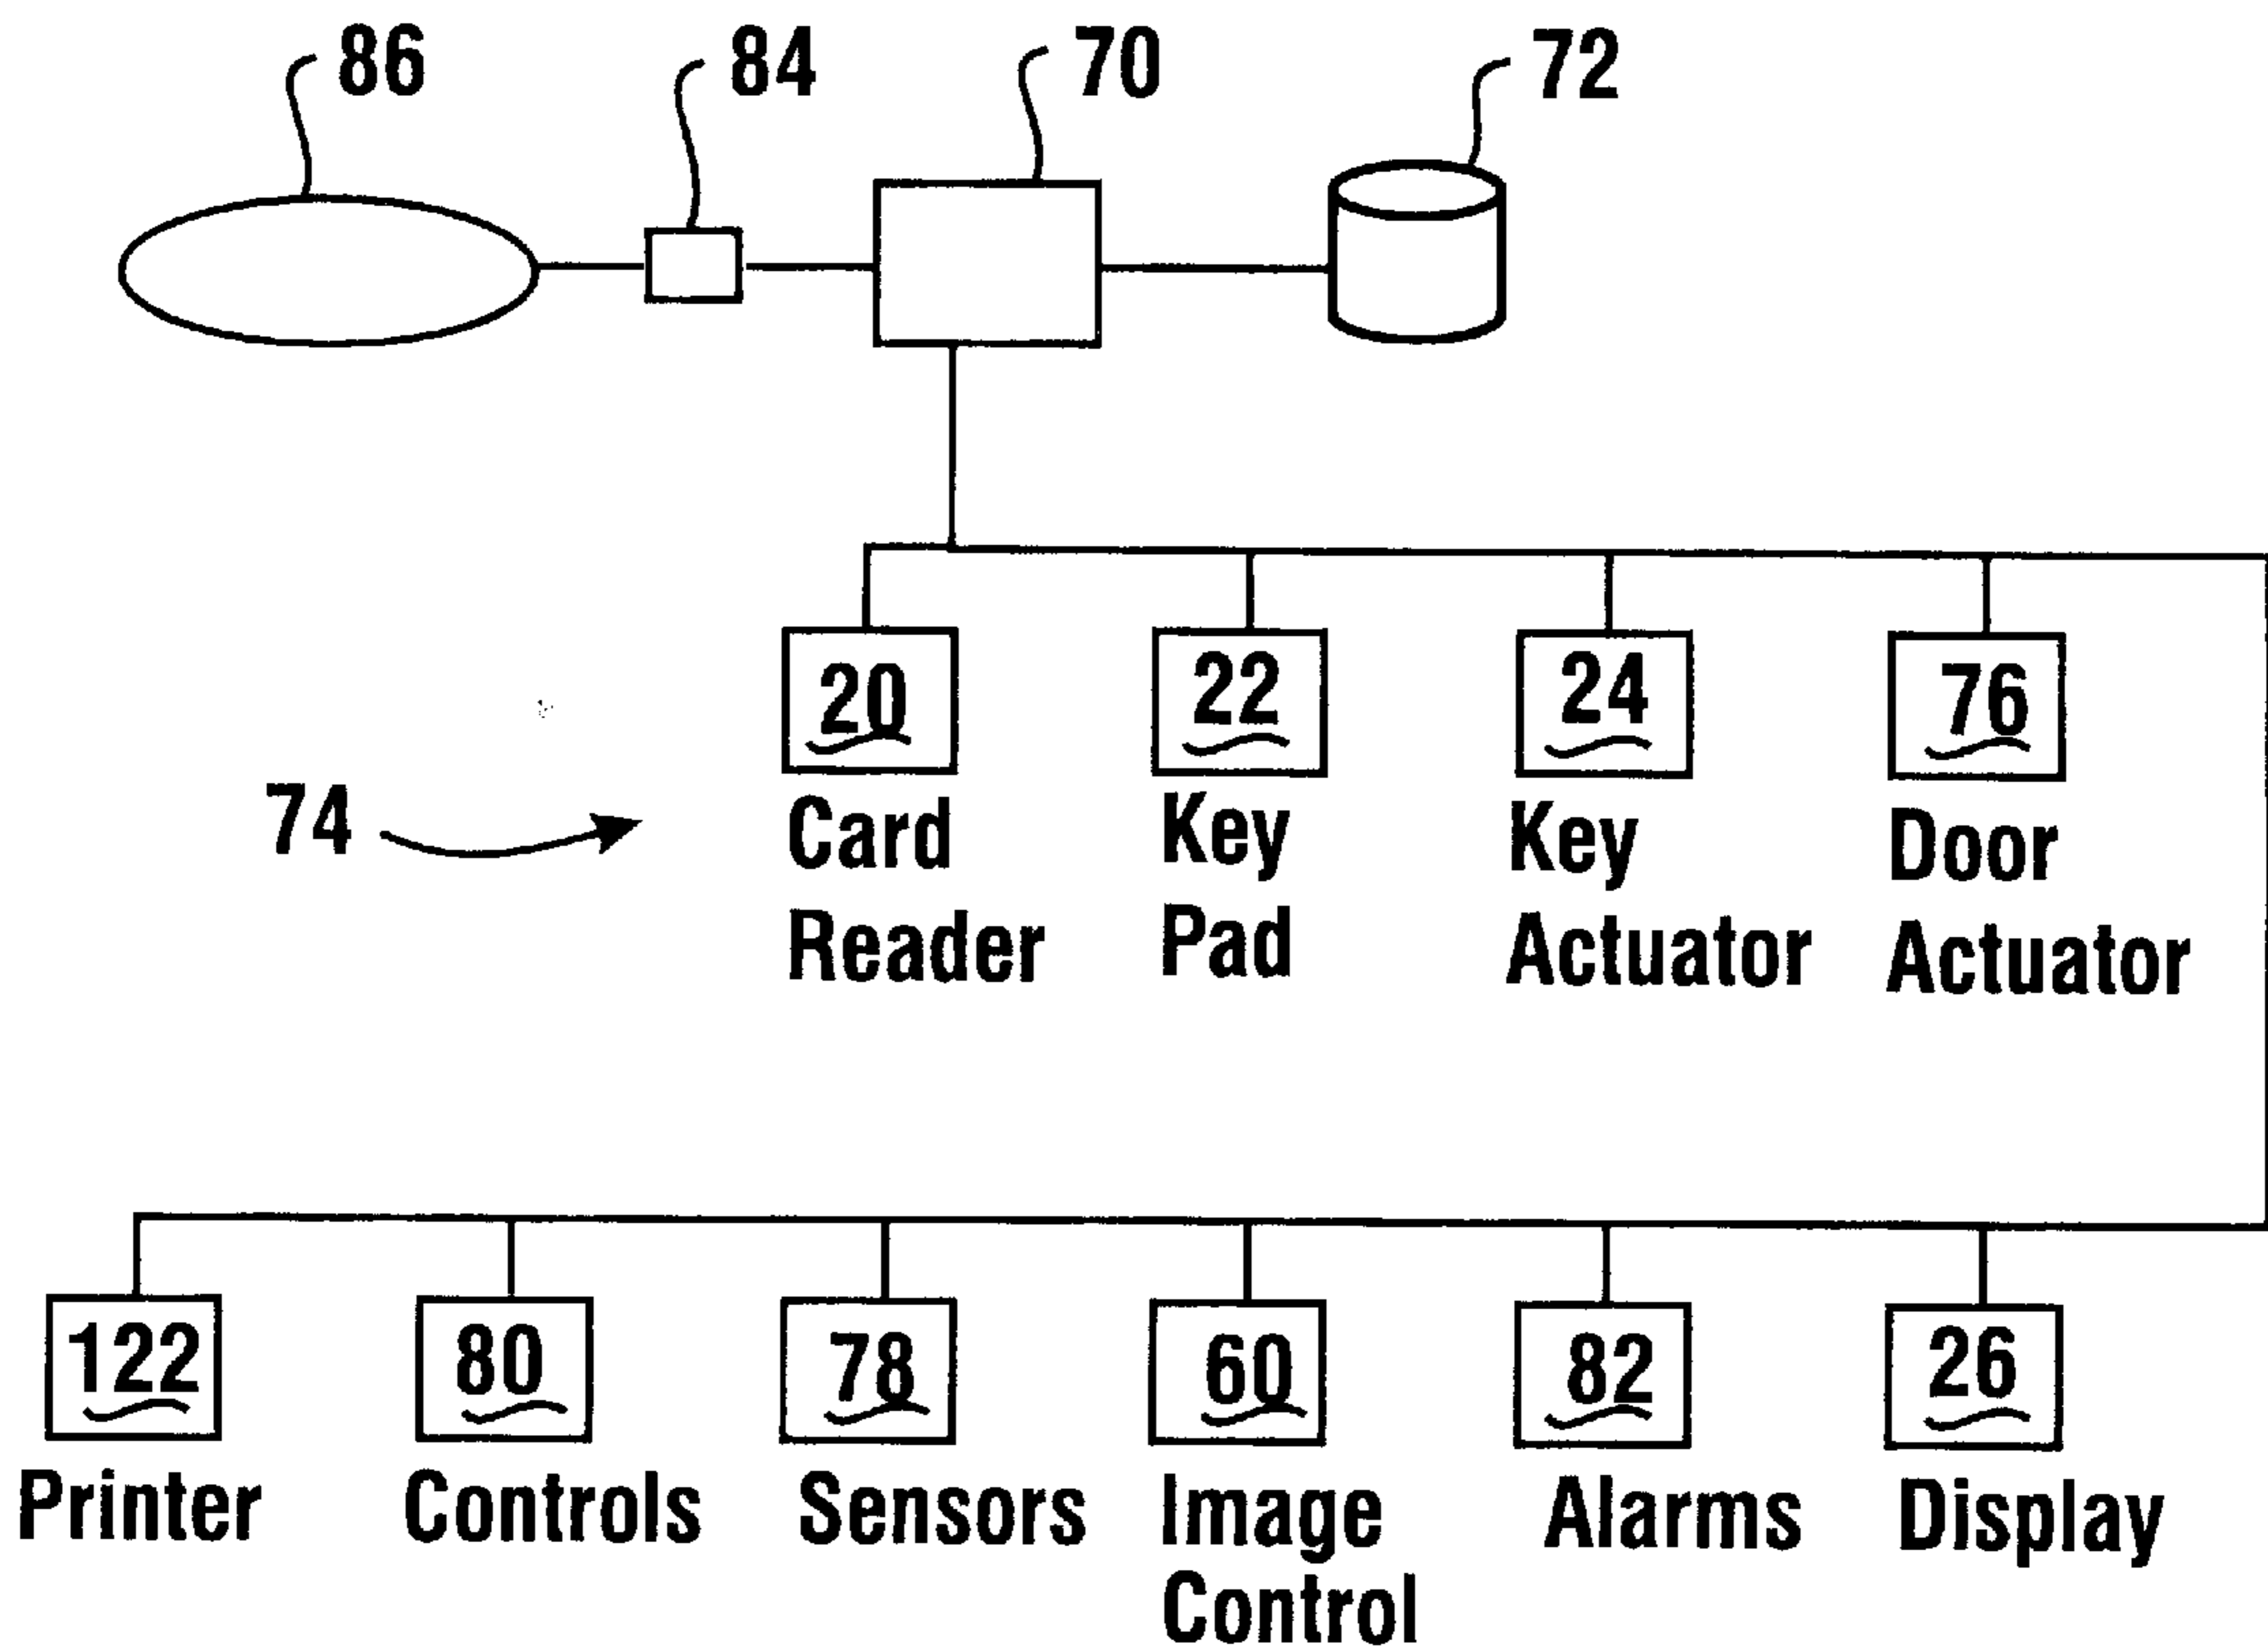 86 84 70 72
20 22 24 76
74
Card Key Key Door
Reader Pad Actuator Actuator
122 80 78 60 82 26
Printer Controls Sensors Image Alarms Display
Control